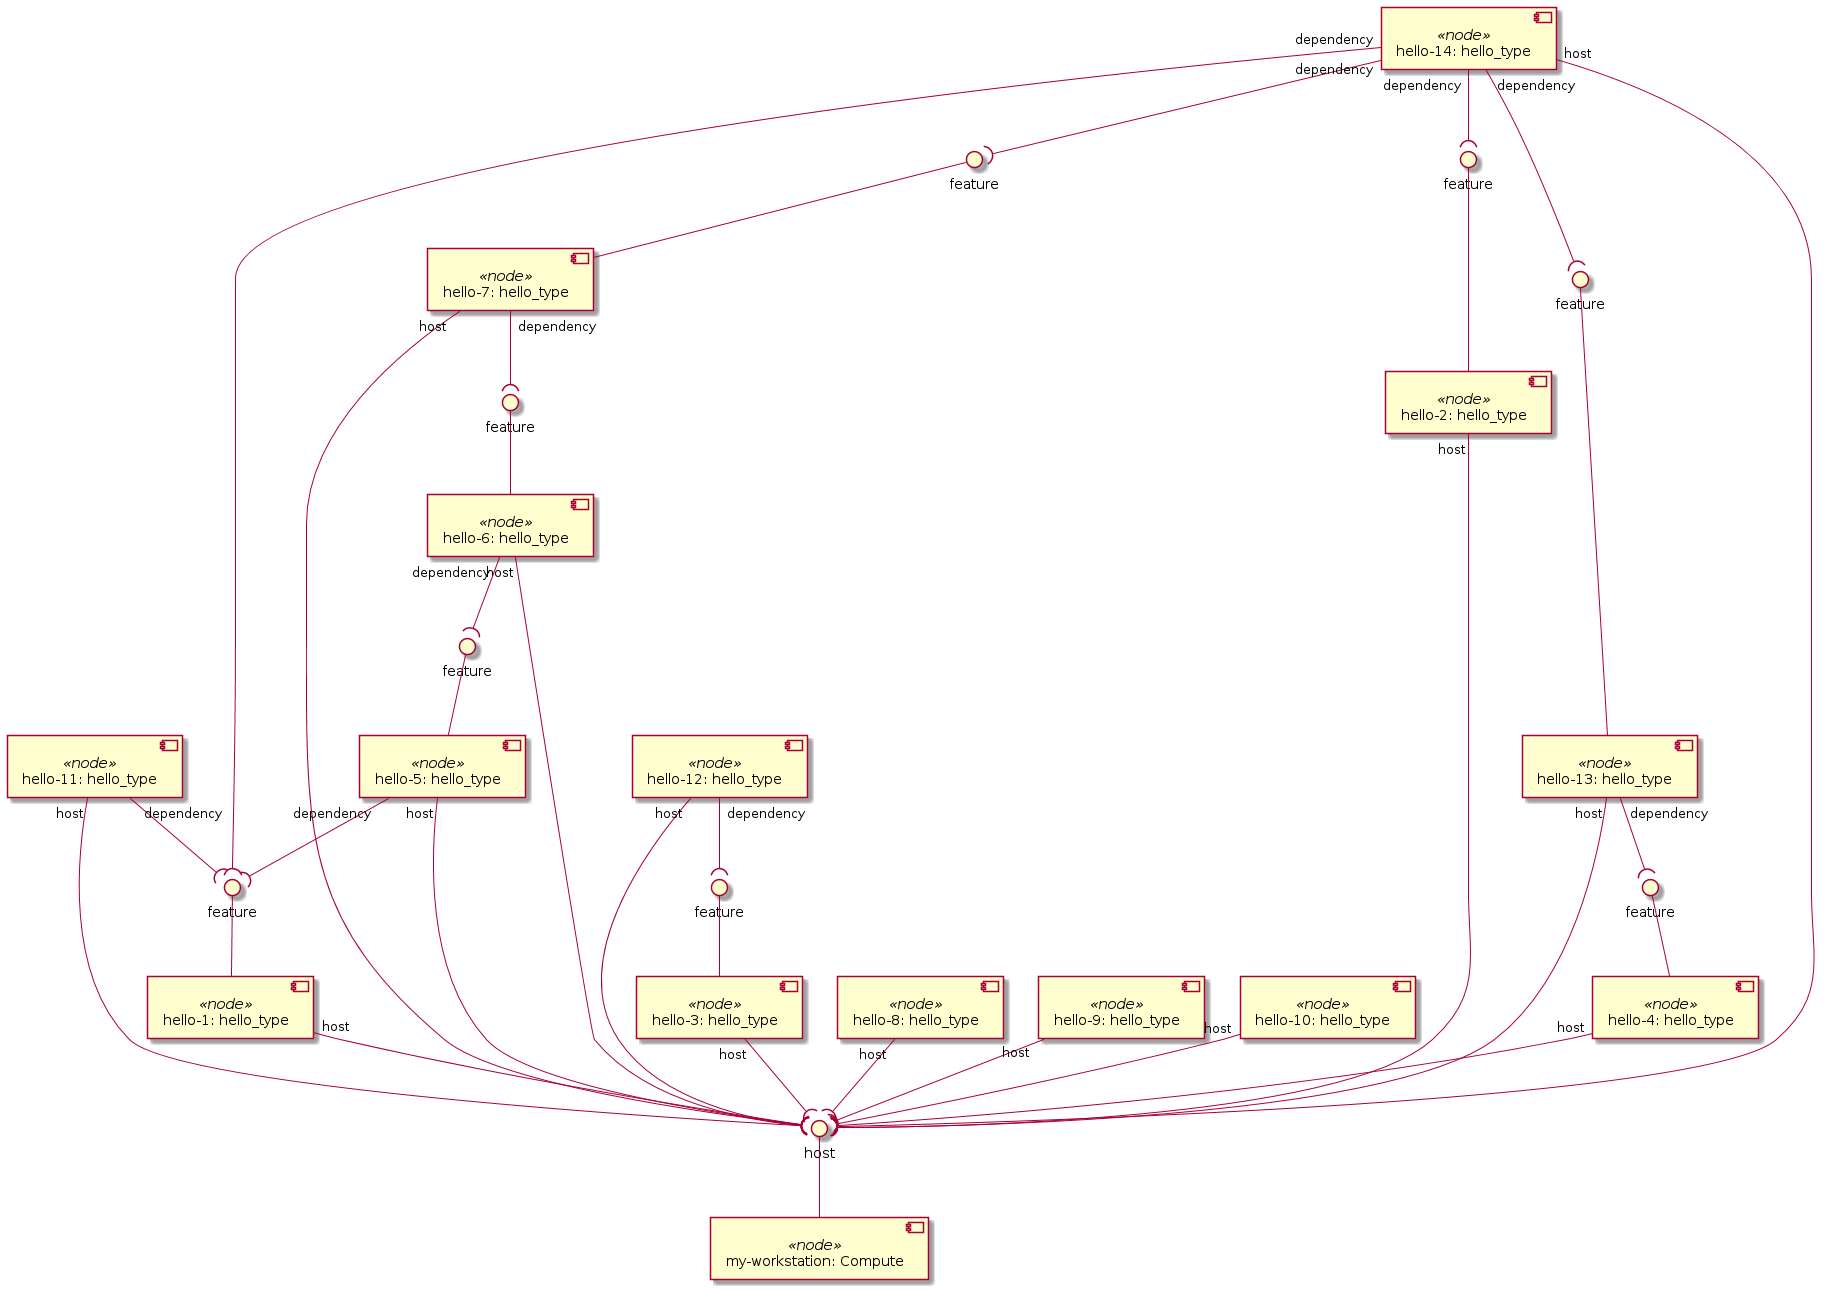 «node»
hello-14: hello_type
dependency
dependency
dependency
dependency
host
feature
feature
«node»
hello-7: hello_type
host
dependency
feature
feature
«node»
hello-2: hello_type
host
«node»
hello-6: hello_type
dependency
host
feature
«node»
hello-11: hello_type
host
dependency
«node»
hello-5: hello_type
dependency
host
«node»
hello-12: hello_type
host
dependency
«node»
hello-13: hello_type
host
dependency
feature
feature
feature
«node»
hello-1: hello_type
host
«node»
hello-3: hello_type
host
«node»
hello-8: hello_type
host
«node»
hello-9: hello_type
host
«node»
hello-10: hello_type
host
«node»
hello-4: hello_type
host
host
«node»
my-workstation: Compute